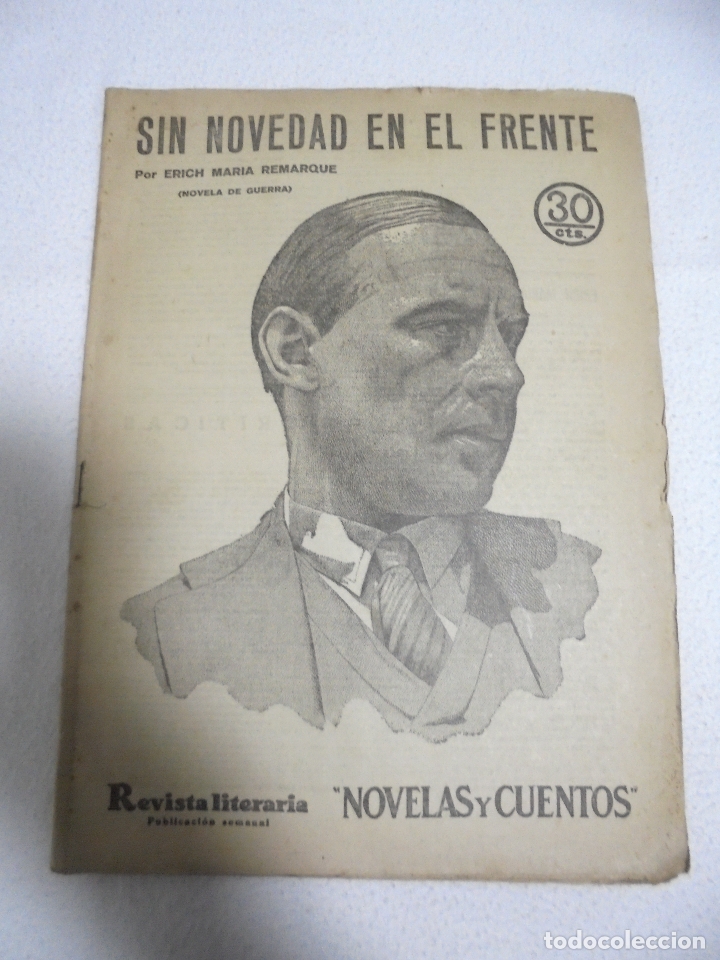 SIN NOVEDAD EN EL FRENTE
Por ERICH MARIA REMARQUE
(NOVELA DE GUERRA)
30
cts.
Revista literaria "NOVELAS Y CUENTOS"
Publicación semanal
todocoleccion